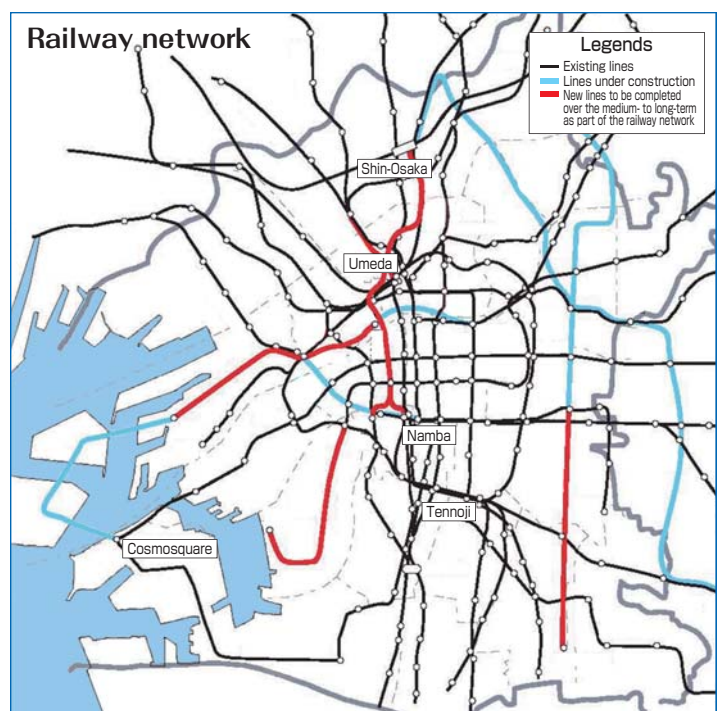 Railway network
Legends
Existing lines
Lines under construction
New lines to be completed
over the medium- to long-term
as part of the railway network
Shin-Osaka
Umeda
Namba
Tennoji
Cosmosquare